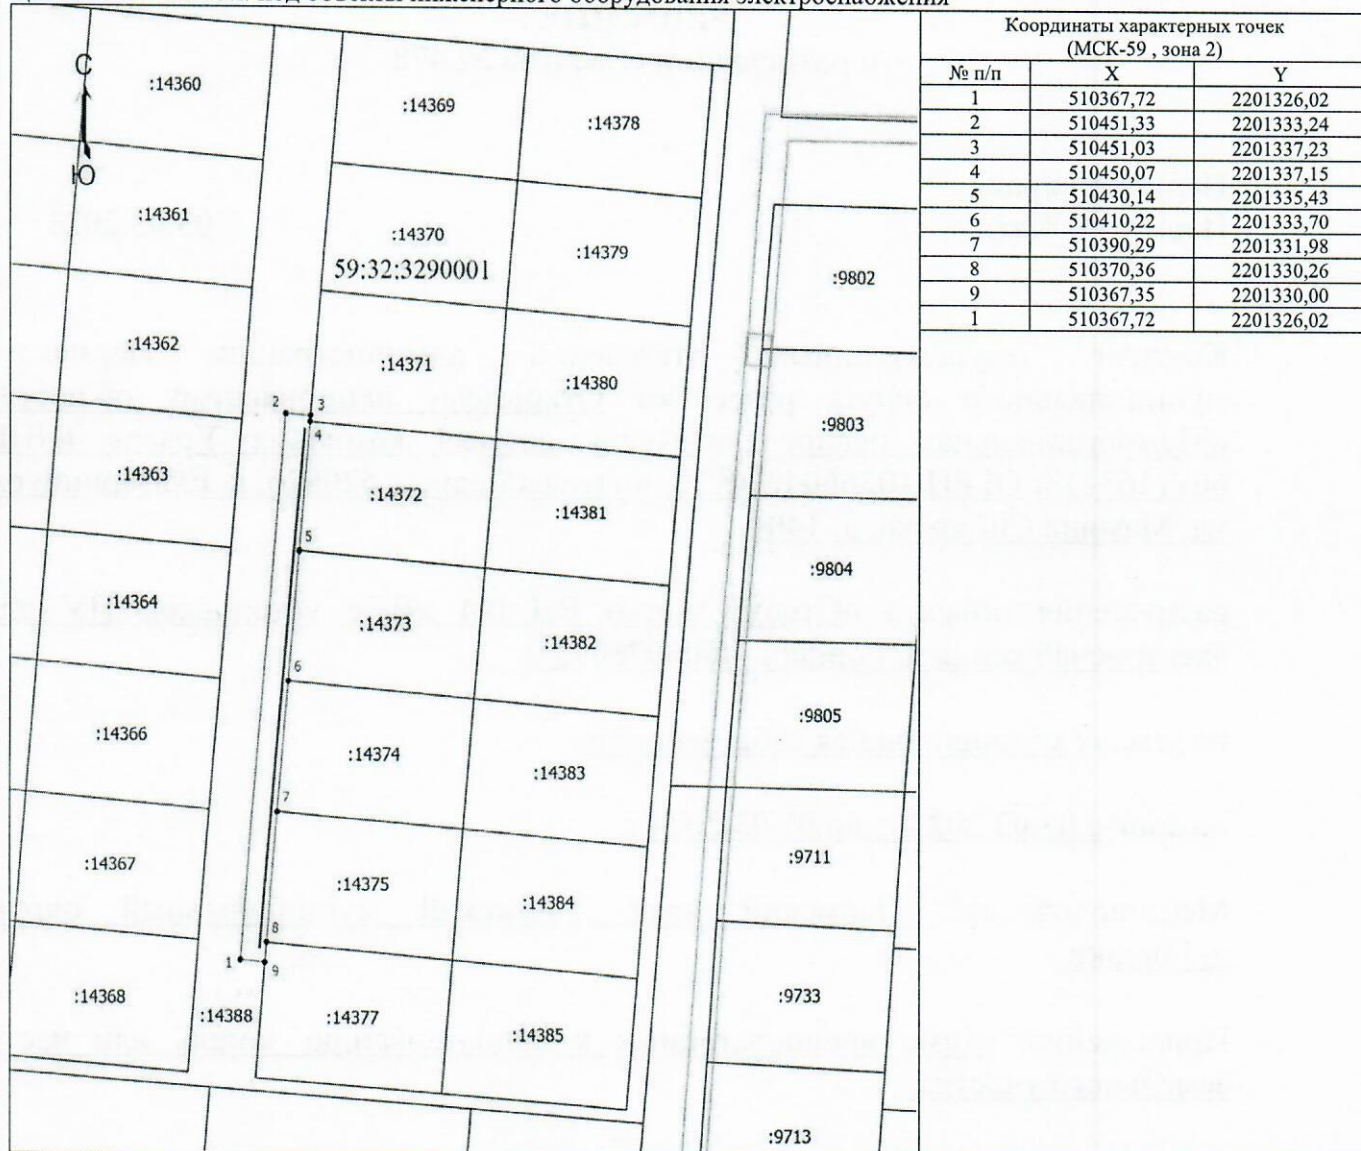 под объекты инженерного оборудования электроснабжения
Координаты характерных точек
(МСК-59 , зона 2)
№ п/п X Y
1 510367,72 2201326,02
2 510451,33 2201333,24
3 510451,03 2201337,23
4 510450,07 2201337,15
5 510430,14 2201335,43
6 510410,22 2201333,70
7 510390,29 2201331,98
8 510370,36 2201330,26
9 510367,35 2201330,00
1 510367,72 2201326,02
С
Ю
:14360
:14369
:14378
:14361
:14370
:14379
59:32:3290001
:9802
:14362
:14371
:14380
2
3
4
:9803
:14363
:14372
:14381
5
:9804
:14364
:14373
:14382
6
:9805
:14366
:14374
:14383
7
:14367
:14375
:14384
:9711
8
1
9
:14368
:14388
:14377
:14385
:9733
:9713